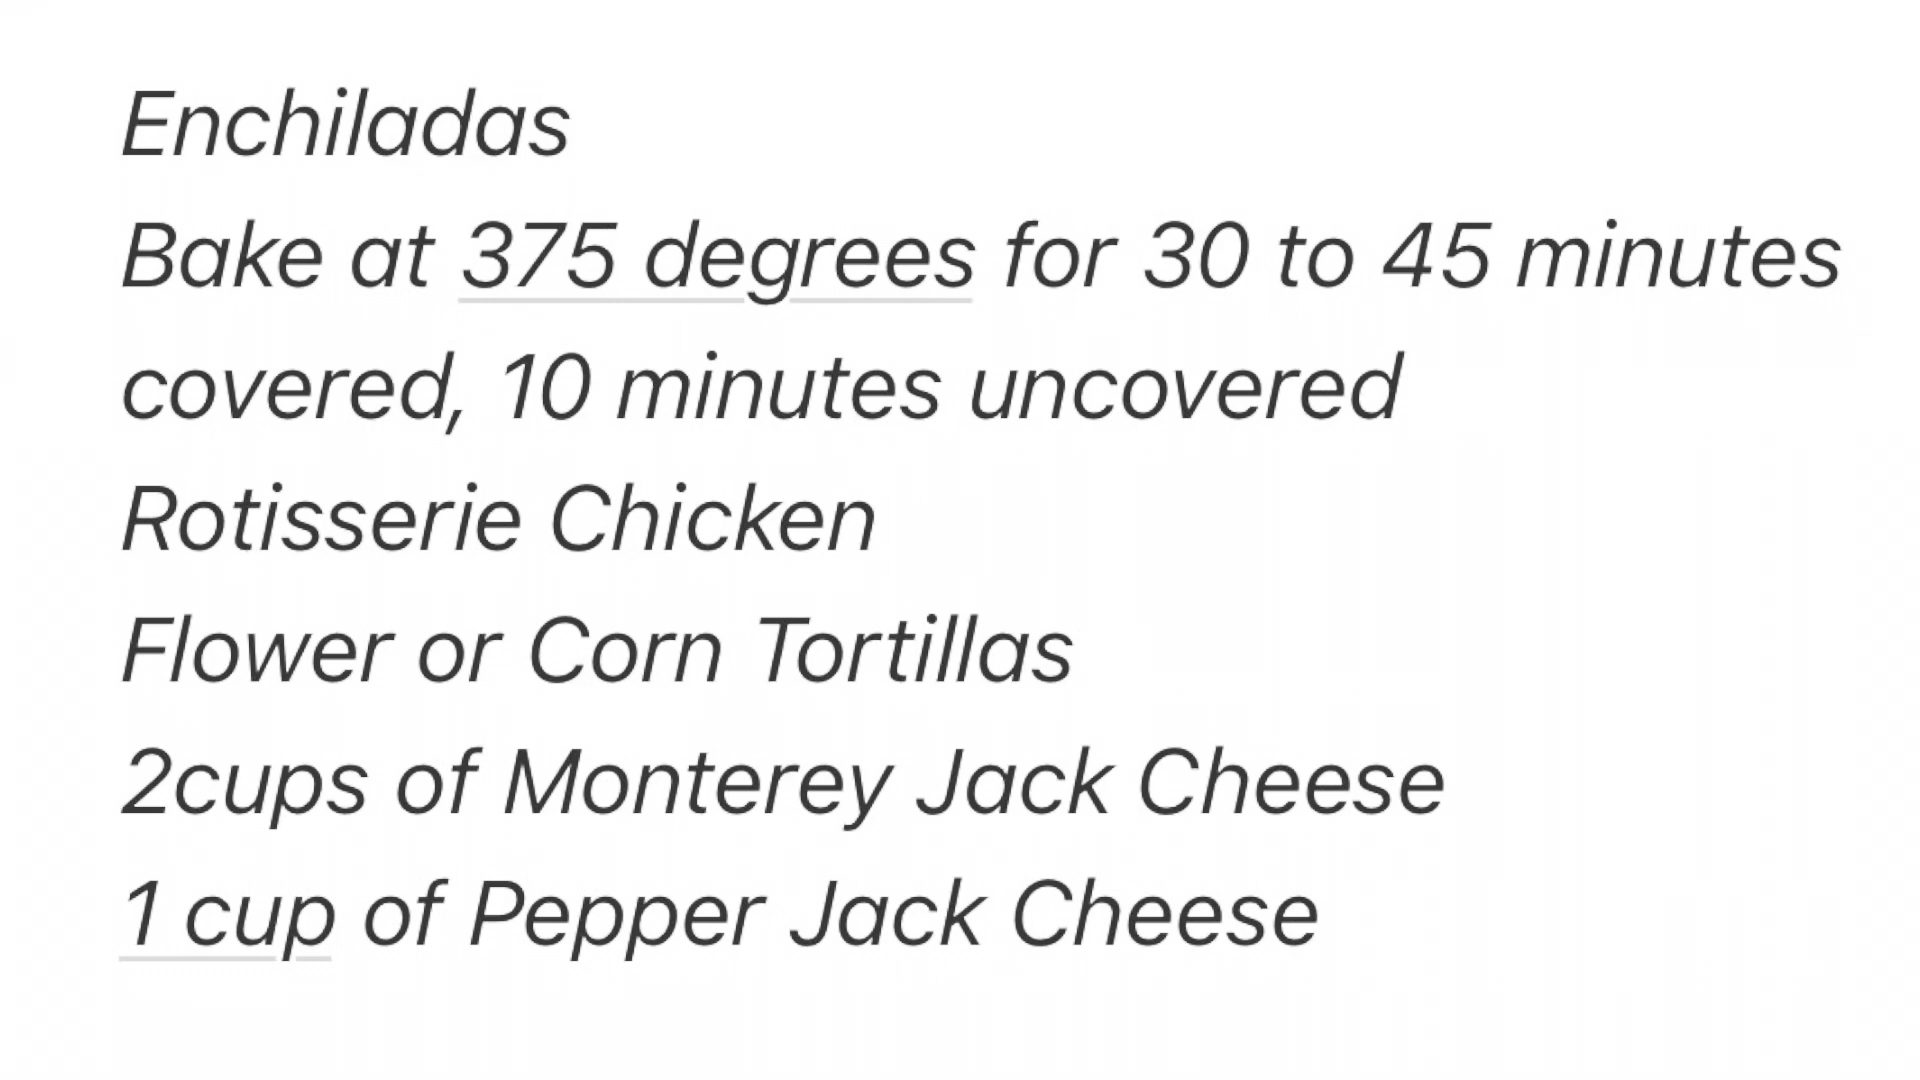 Enchiladas
Bake at 375 degrees for 30 to 45 minutes
covered, 10 minutes uncovered
Rotisserie Chicken
Flower or Corn Tortillas
2cups of Monterey Jack Cheese
1 cup of Pepper Jack Cheese